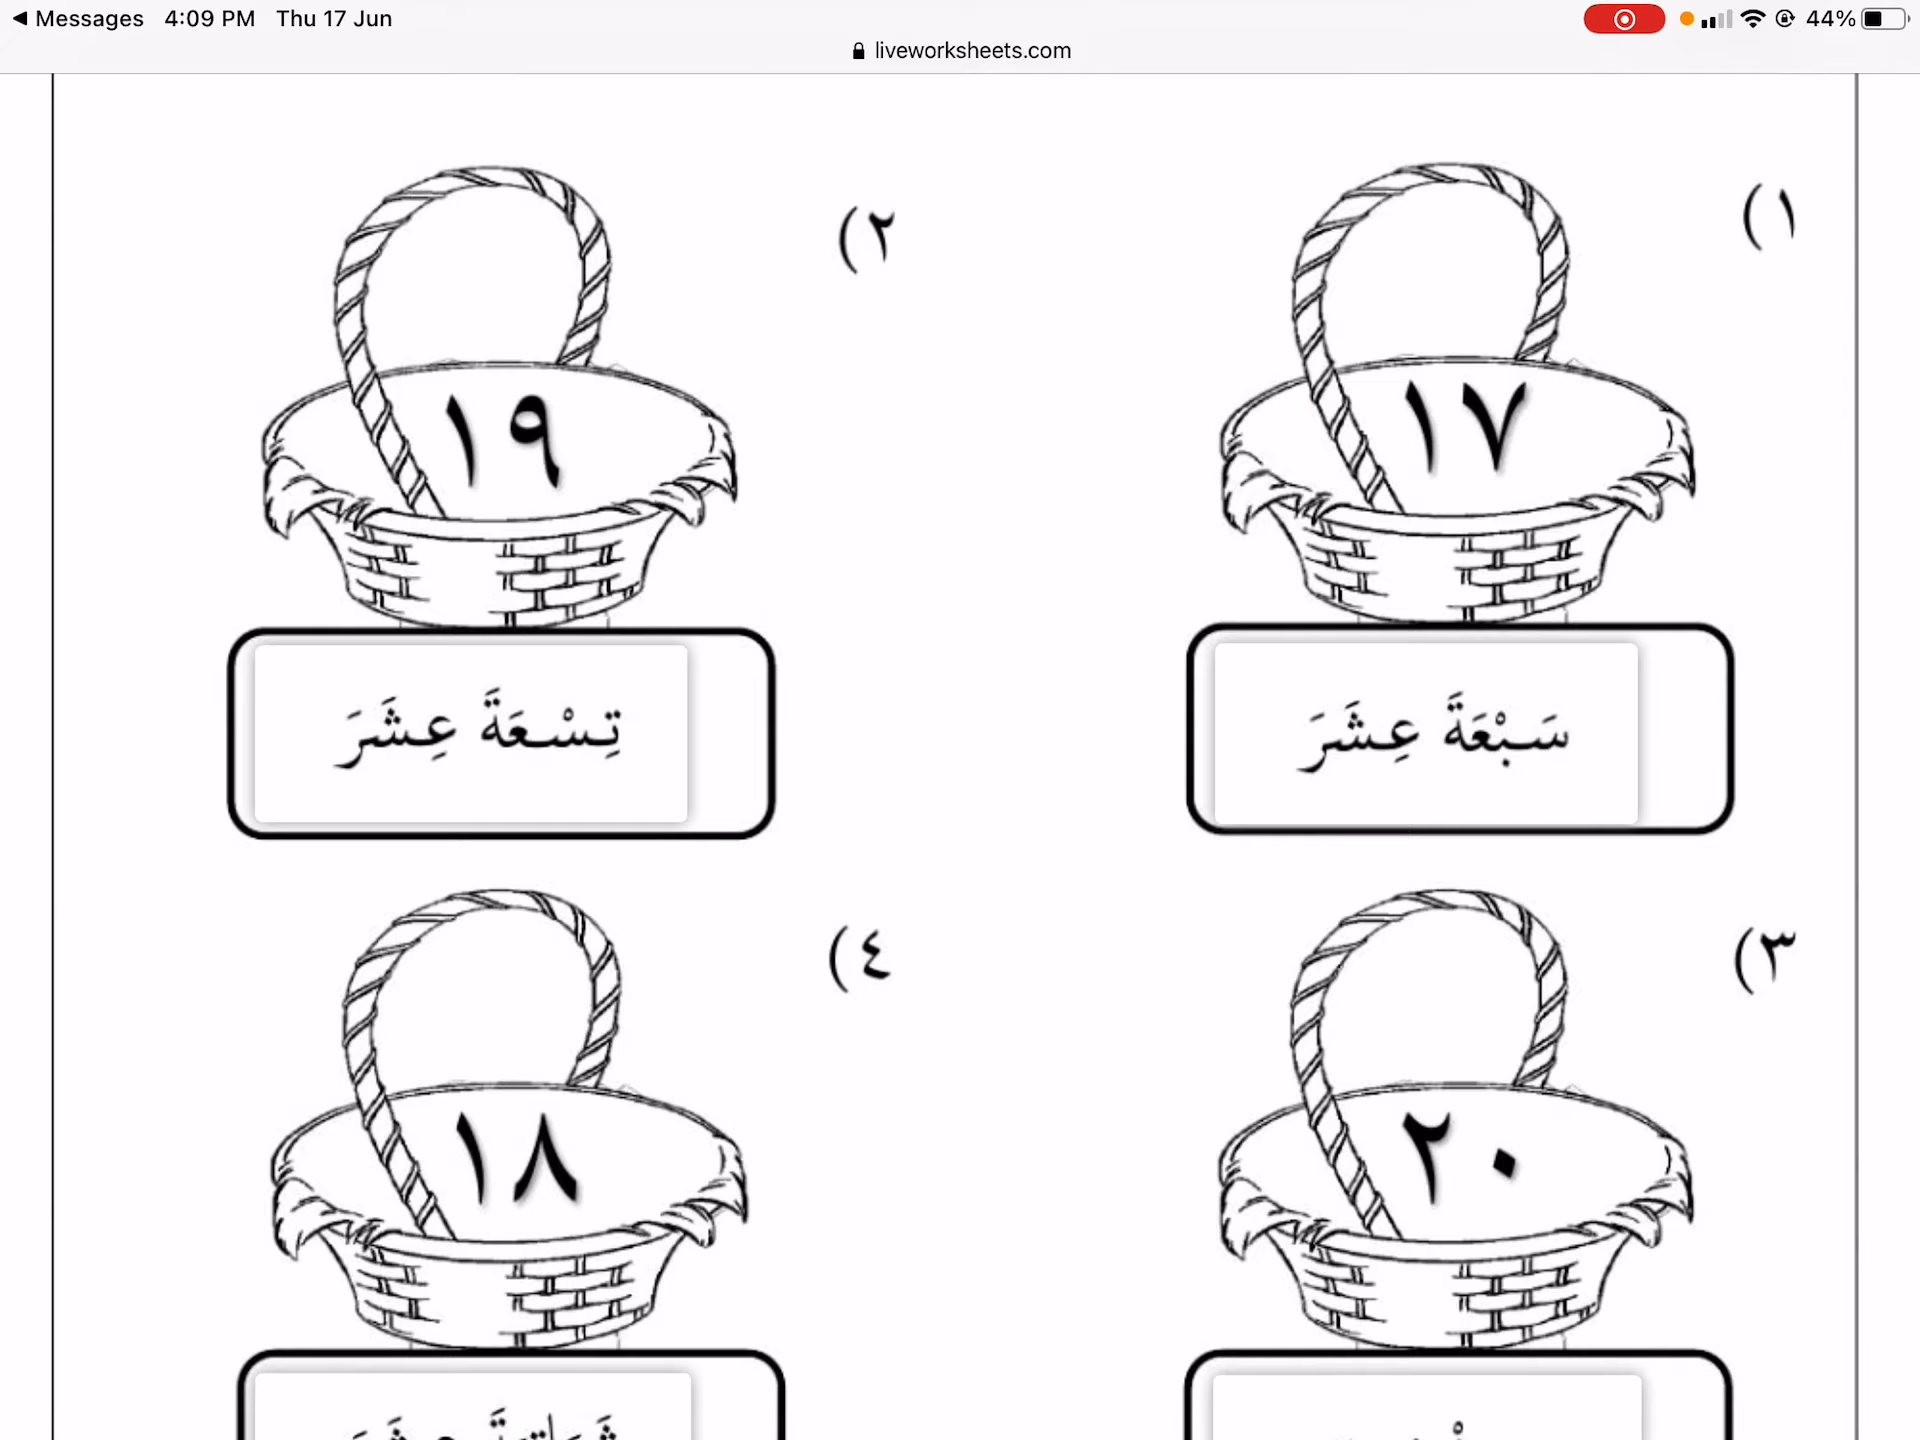 Messages 4:09 PM Thu 17 Jun 44%
liveworksheets.com
١)
١٧
سَبْعَةَ عِشَرَ
٢)
١٩
تِسْعَةَ عِشَرَ
٣)
٢٠
٤)
١٨